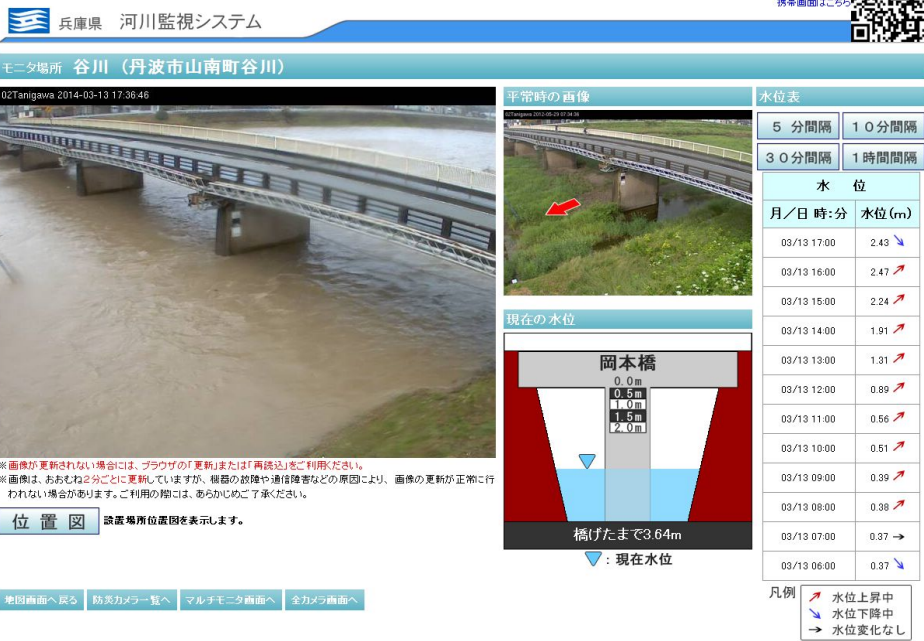 携帯画面はこちら
兵庫県 河川監視システム
モニタ場所 谷川 (丹波市山南町谷川)
02Tanigawa 2014-03-13 17:36:46
※画像が更新されない場合には、ブラウザの「更新」または「再読込」をご利用ください。
※画像は、おおむね2分ごとに更新していますが、機器の故障や通信障害などの原因により、画像の更新が正常に行
われない場合があります。ご利用の際には、あらかじめご了承ください。
位置図 設置場所位置図を表示します。
地図画面へ戻る 防災カメラ一覧へ マルチモニタ画面へ 全カメラ画面へ
平常時の画像
02Tanigawa 2012-05-29 07:34:36
現在の水位
岡本橋
0.0m
0.5m
1.0m
1.5m
2.0m
橋げたまで3.64m
:現在水位
水位表
5分間隔 10分間隔
30分間隔 1時間間隔
水 位
月/日 時:分 水位(m)
03/13 17:00 2.43 ↘
03/13 16:00 2.47 ↗
03/13 15:00 2.24 ↗
03/13 14:00 1.91 ↗
03/13 13:00 1.31 ↗
03/13 12:00 0.89 ↗
03/13 11:00 0.56 ↗
03/13 10:00 0.51 ↗
03/13 09:00 0.39 ↗
03/13 08:00 0.38 ↗
03/13 07:00 0.37 →
03/13 06:00 0.37 ↘
凡例
↗ 水位上昇中
↘ 水位下降中
→ 水位変化なし